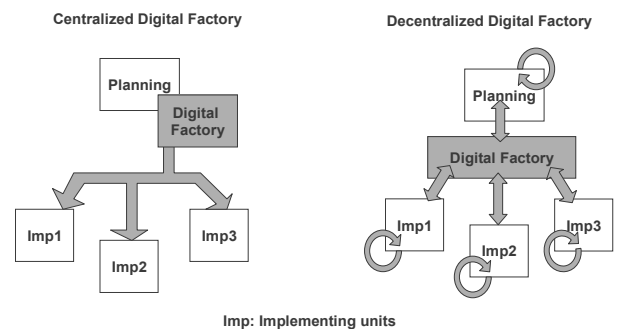 Centralized Digital Factory
Planning
Digital
Factory
Imp1
Imp2
Imp3
Decentralized Digital Factory
Planning
Digital Factory
Imp1
Imp2
Imp3
Imp: Implementing units